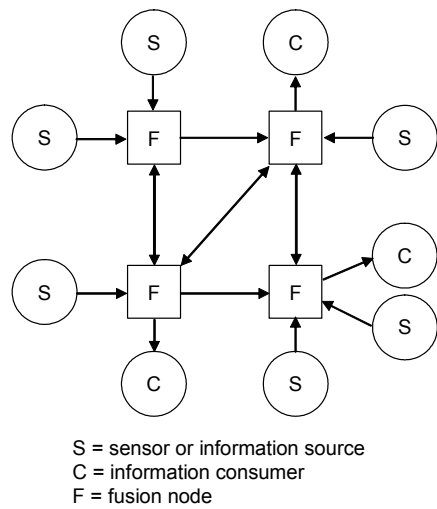 S
C
S
F
F
S
C
S
F
F
S
C
S
S = sensor or information source
C = information consumer
F = fusion node